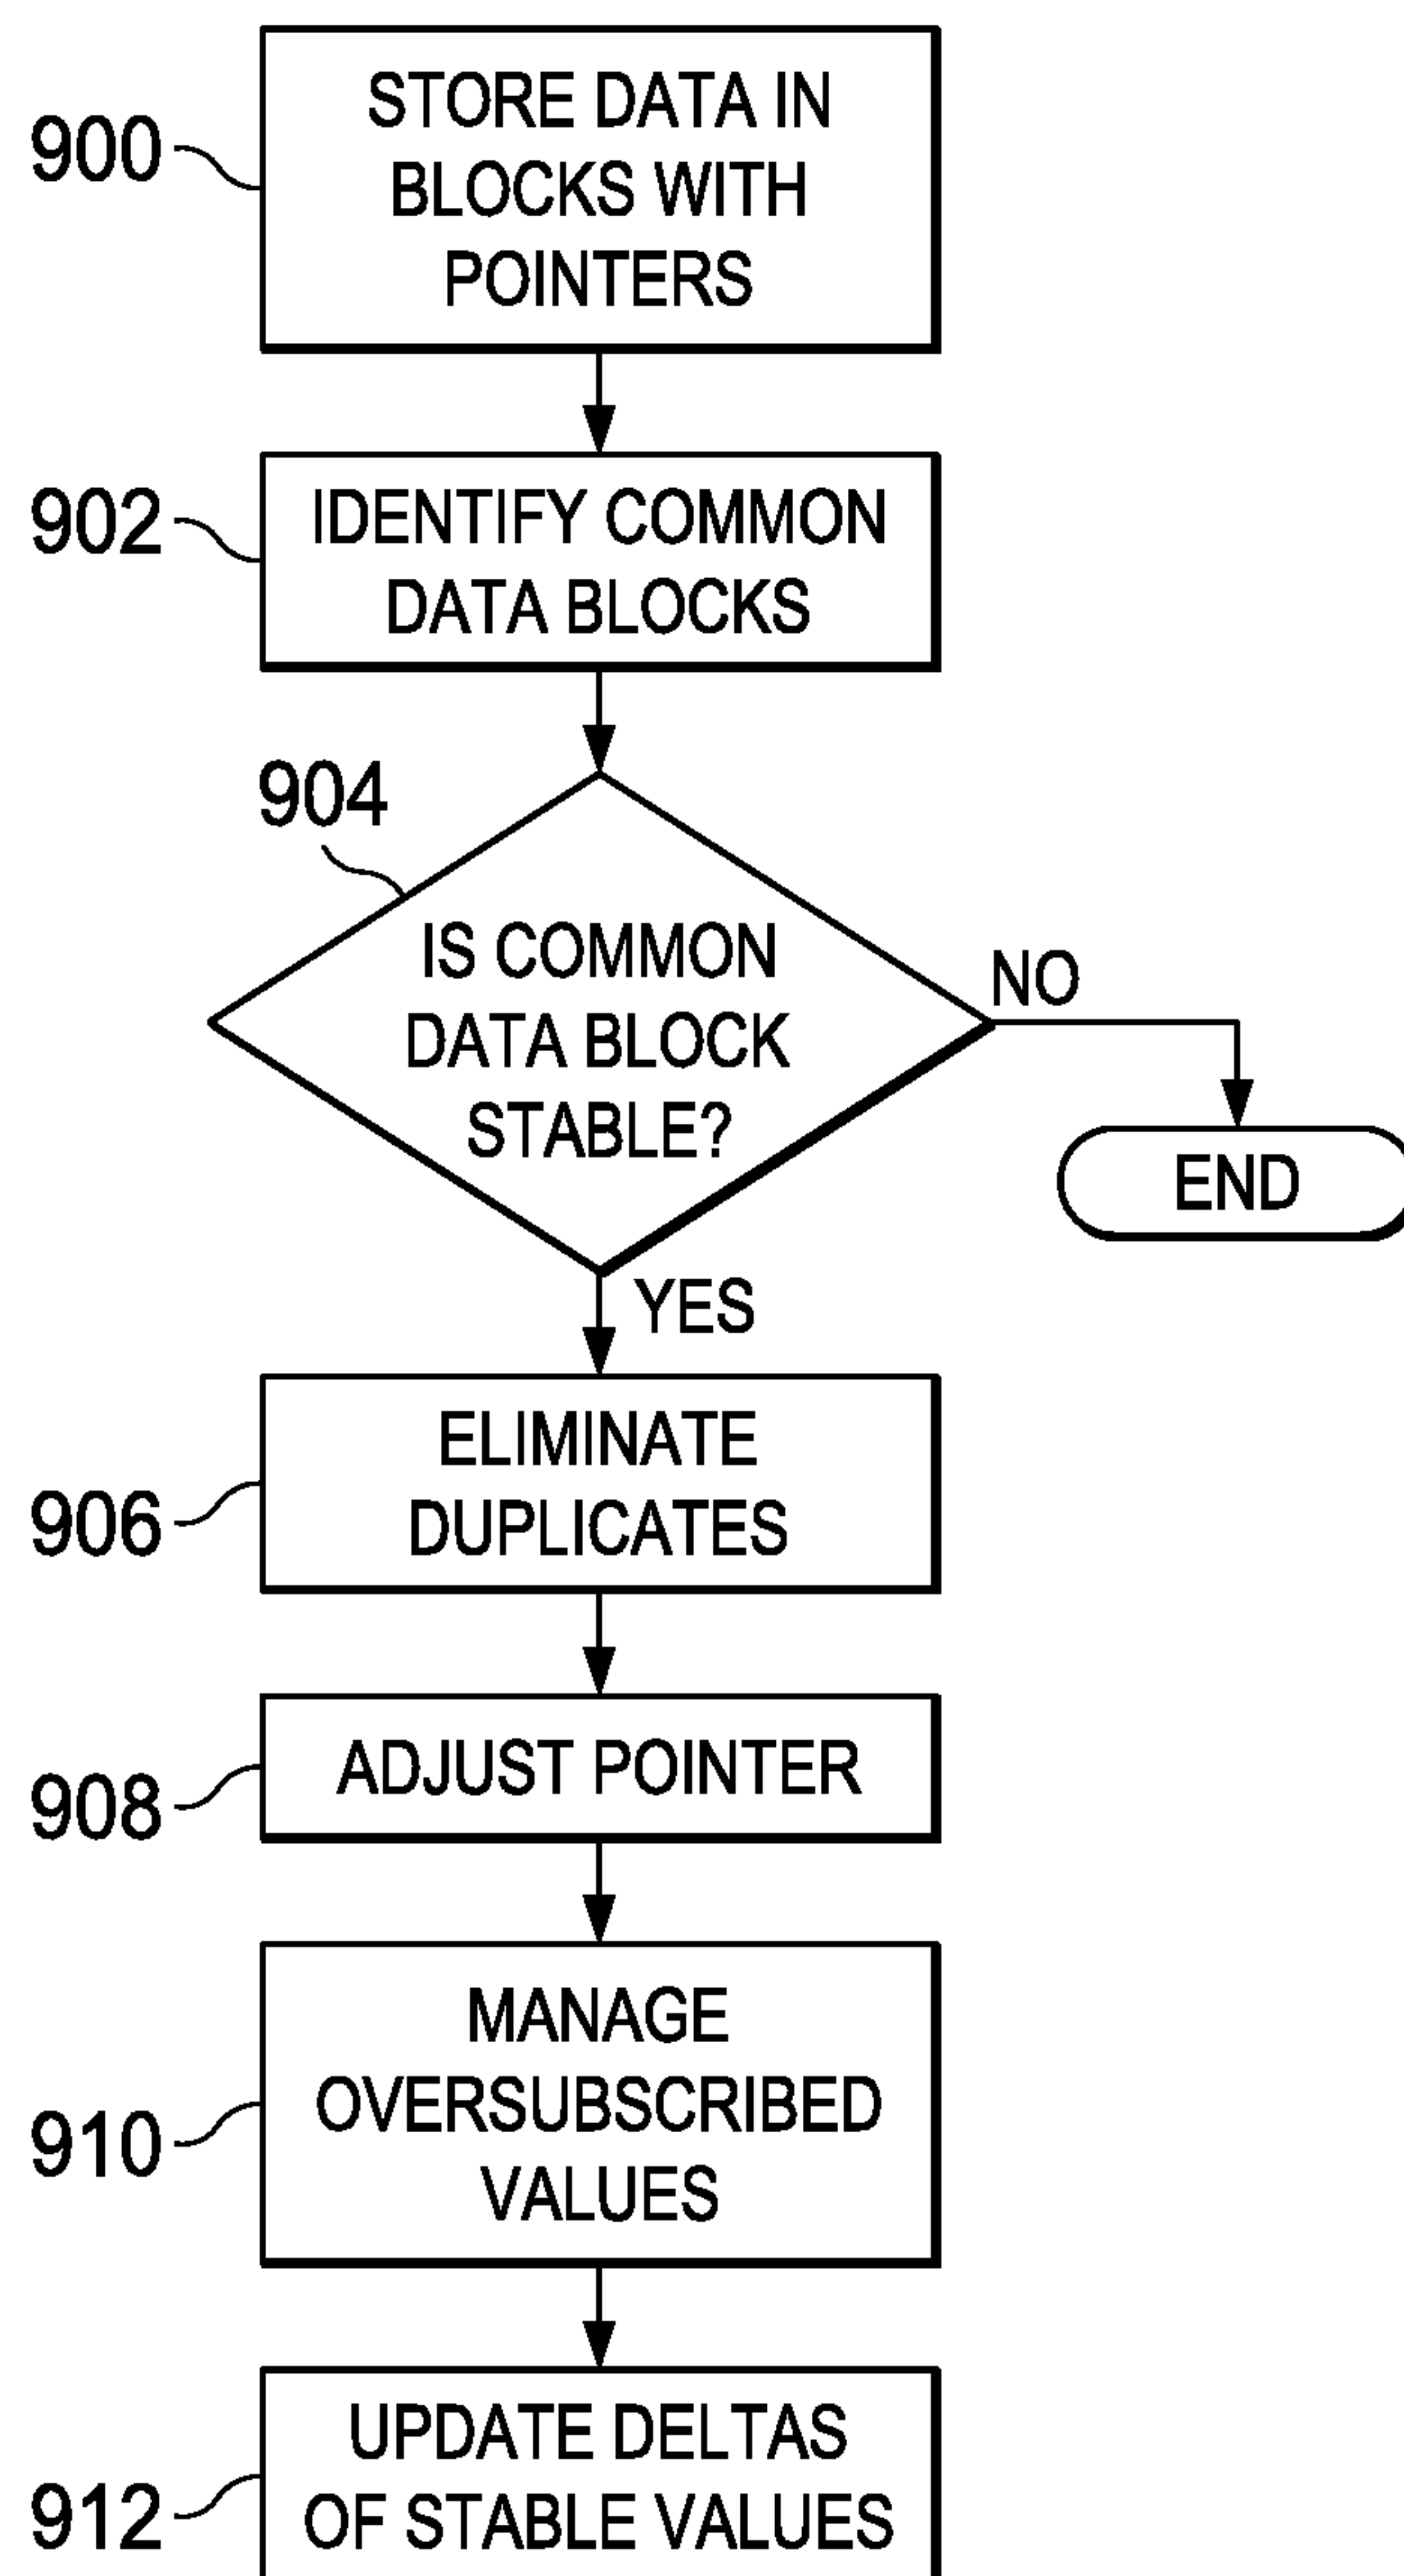 900
STORE DATA IN
BLOCKS WITH
POINTERS
902
IDENTIFY COMMON
DATA BLOCKS
904
IS COMMON
DATA BLOCK
STABLE?
NO
END
YES
906
ELIMINATE
DUPLICATES
908
ADJUST POINTER
910
MANAGE
OVERSUBSCRIBED
VALUES
912
UPDATE DELTAS
OF STABLE VALUES